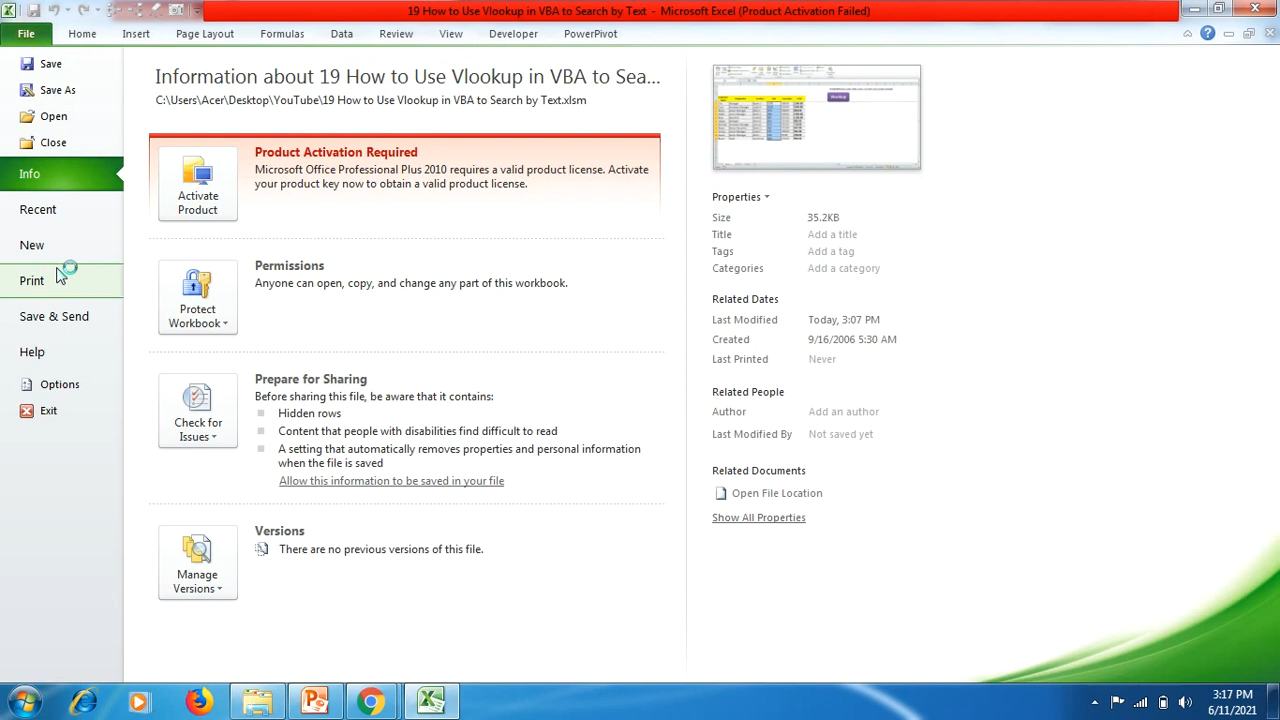 19 How to Use Vlookup in VBA to Search by Text - Microsoft Excel (Product Activation Failed)
File Home Insert Page Layout Formulas Data Review View Developer PowerPivot
Save
Save As
Open
Close
Info
Recent
New
Print
Save & Send
Help
Options
Exit
Information about 19 How to Use Vlookup in VBA to Sea...
C:\Users\Acer\Desktop\YouTube\19 How to Use Vlookup in VBA to Search by Text.xlsm
Activate
Product
Product Activation Required
Microsoft Office Professional Plus 2010 requires a valid product license. Activate
your product key now to obtain a valid product license.
Protect
Workbook
Permissions
Anyone can open, copy, and change any part of this workbook.
Check for
Issues
Prepare for Sharing
Before sharing this file, be aware that it contains:
Hidden rows
Content that people with disabilities find difficult to read
A setting that automatically removes properties and personal information
when the file is saved
Allow this information to be saved in your file
Manage
Versions
Versions
There are no previous versions of this file.
Properties
Size 35.2KB
Title Add a title
Tags Add a tag
Categories Add a category
Related Dates
Last Modified Today, 3:07 PM
Created 9/16/2006 5:30 AM
Last Printed Never
Related People
Author Add an author
Last Modified By Not saved yet
Related Documents
Open File Location
Show All Properties
3:17 PM
6/11/2021